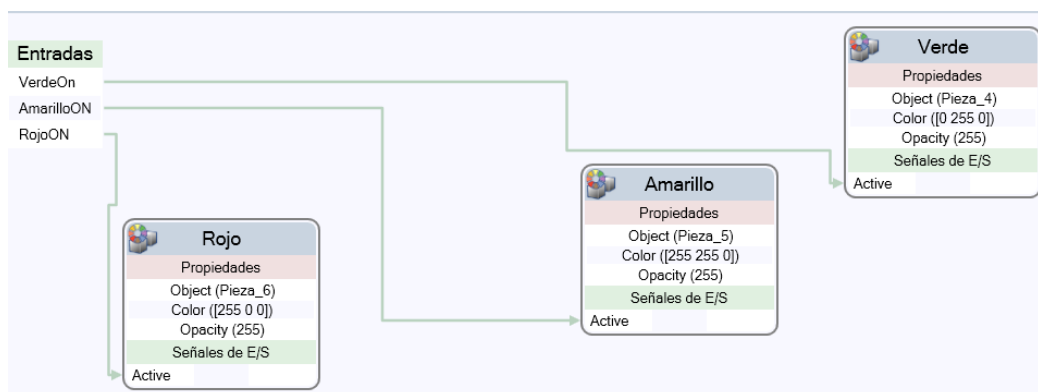 Entradas
VerdeOn
AmarilloON
RojoON
Verde
Propiedades
Object (Pieza_4)
Color ([0 255 0])
Opacity (255)
Señales de E/S
Active
Amarillo
Propiedades
Object (Pieza_5)
Color ([255 255 0])
Opacity (255)
Señales de E/S
Active
Rojo
Propiedades
Object (Pieza_6)
Color ([255 0 0])
Opacity (255)
Señales de E/S
Active